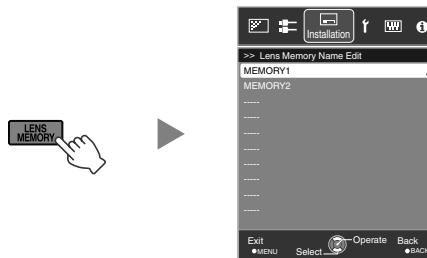 LENS
MEMORY
Installation
>> Lens Memory Name Edit
MEMORY1
MEMORY2
-----
-----
-----
-----
-----
-----
-----
-----
Exit
●MENU
Select
Operate
Back
●BACK